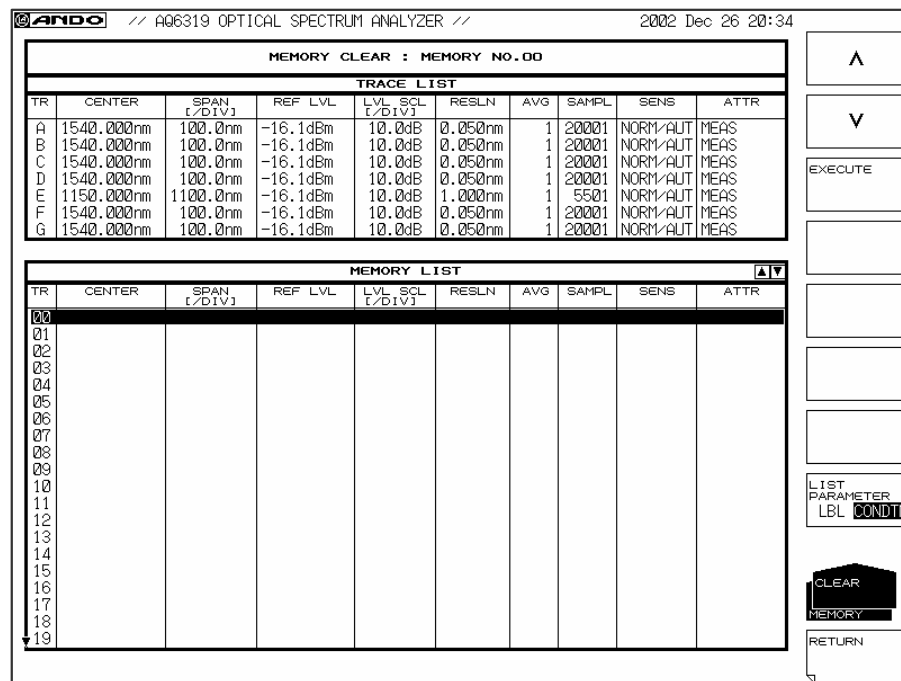 ANDO // AQ6319 OPTICAL SPECTRUM ANALYZER // 2002 Dec 26 20:34
MEMORY CLEAR : MEMORY NO.00
TRACE LIST
TR CENTER SPAN [/DIV] REF LVL LVL SCL [/DIV] RESLN AVG SAMPL SENS ATTR
A 1540.000nm 100.0nm -16.1dBm 10.0dB 0.050nm 1 20001 NORM/AUT MEAS
B 1540.000nm 100.0nm -16.1dBm 10.0dB 0.050nm 1 20001 NORM/AUT MEAS
C 1540.000nm 100.0nm -16.1dBm 10.0dB 0.050nm 1 20001 NORM/AUT MEAS
D 1540.000nm 100.0nm -16.1dBm 10.0dB 0.050nm 1 20001 NORM/AUT MEAS
E 1150.000nm 1100.0nm -16.1dBm 10.0dB 1.000nm 1 5501 NORM/AUT MEAS
F 1540.000nm 100.0nm -16.1dBm 10.0dB 0.050nm 1 20001 NORM/AUT MEAS
G 1540.000nm 100.0nm -16.1dBm 10.0dB 0.050nm 1 20001 NORM/AUT MEAS
MEMORY LIST
TR CENTER SPAN [/DIV] REF LVL LVL SCL [/DIV] RESLN AVG SAMPL SENS ATTR
00
01
02
03
04
05
06
07
08
09
10
11
12
13
14
15
16
17
18
19
EXECUTE
LIST
PARAMETER
LBL CONDTN
CLEAR
MEMORY
RETURN